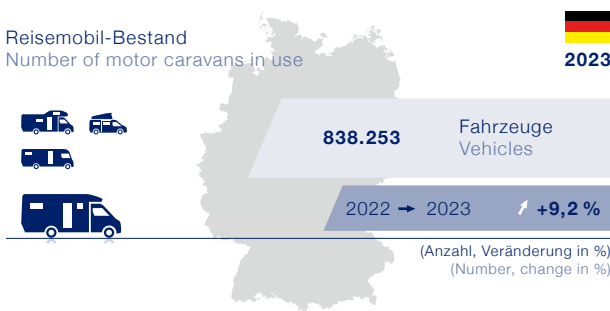 Reisemobil-Bestand
Number of motor caravans in use
2023
838.253
Fahrzeuge
Vehicles
2022 → 2023 +9,2 %
(Anzahl, Veränderung in %)
(Number, change in %)